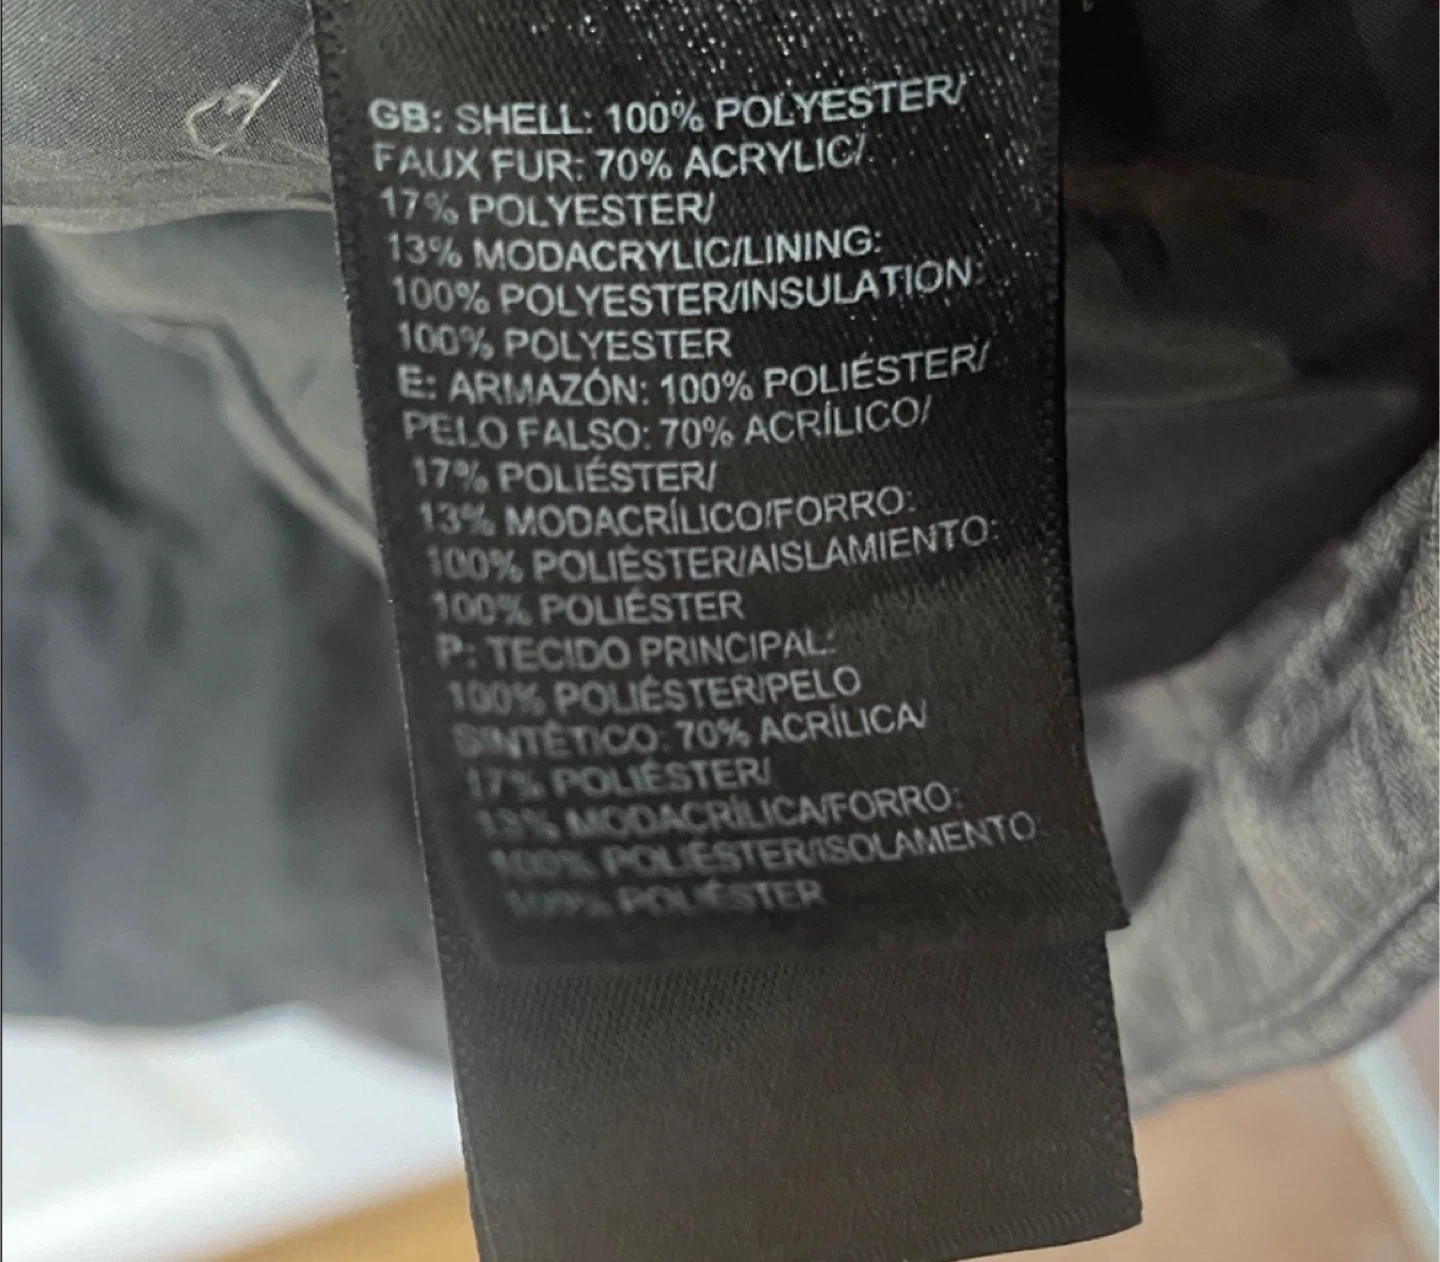 GB: SHELL: 100% POLYESTER/
FAUX FUR: 70% ACRYLIC/
17% POLYESTER/
13% MODACRYLIC/LINING:
100% POLYESTER/INSULATION:
100% POLYESTER
E: ARMAZÓN: 100% POLIÉSTER/
PELO FALSO: 70% ACRÍLICO/
17% POLIÉSTER/
13% MODACRÍLICO/FORRO:
100% POLIÉSTER/AISLAMIENTO:
100% POLIÉSTER
P: TECIDO PRINCIPAL:
100% POLIÉSTER/PELO
SINTÉTICO: 70% ACRÍLICA/
17% POLIÉSTER/
13% MODACRÍLICA/FORRO:
100% POLIÉSTER/ISOLAMENTO:
100% POLIÉSTER